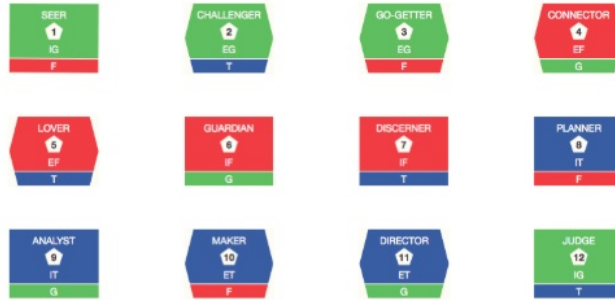 SEER
1
IG
F
CHALLENGER
2
EG
T
GO-GETTER
3
EG
F
CONNECTOR
4
EF
G
LOVER
5
EF
T
GUARDIAN
6
IF
G
DISCERNER
7
IF
T
PLANNER
8
IT
F
ANALYST
9
IT
G
MAKER
10
ET
F
DIRECTOR
11
ET
G
JUDGE
12
IG
T